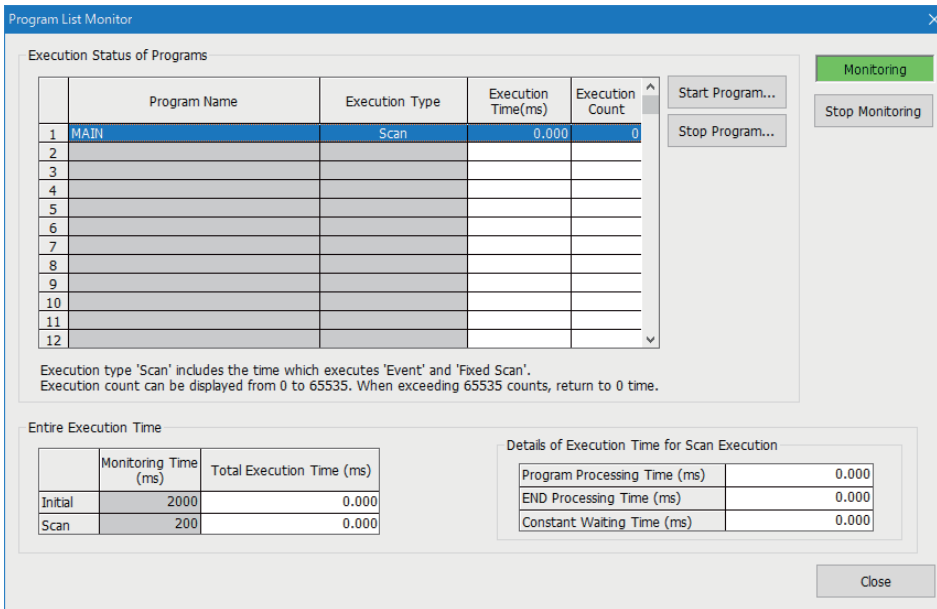 Program List Monitor
Execution Status of Programs
Program Name Execution Type Execution Time(ms) Execution Count
1 MAIN Scan 0.000 0
2
3
4
5
6
7
8
9
10
11
12
Start Program...
Stop Program...
Monitoring
Stop Monitoring
Execution type 'Scan' includes the time which executes 'Event' and 'Fixed Scan'.
Execution count can be displayed from 0 to 65535. When exceeding 65535 counts, return to 0 time.
Entire Execution Time
Monitoring Time (ms) Total Execution Time (ms)
Initial 2000 0.000
Scan 200 0.000
Details of Execution Time for Scan Execution
Program Processing Time (ms) 0.000
END Processing Time (ms) 0.000
Constant Waiting Time (ms) 0.000
Close